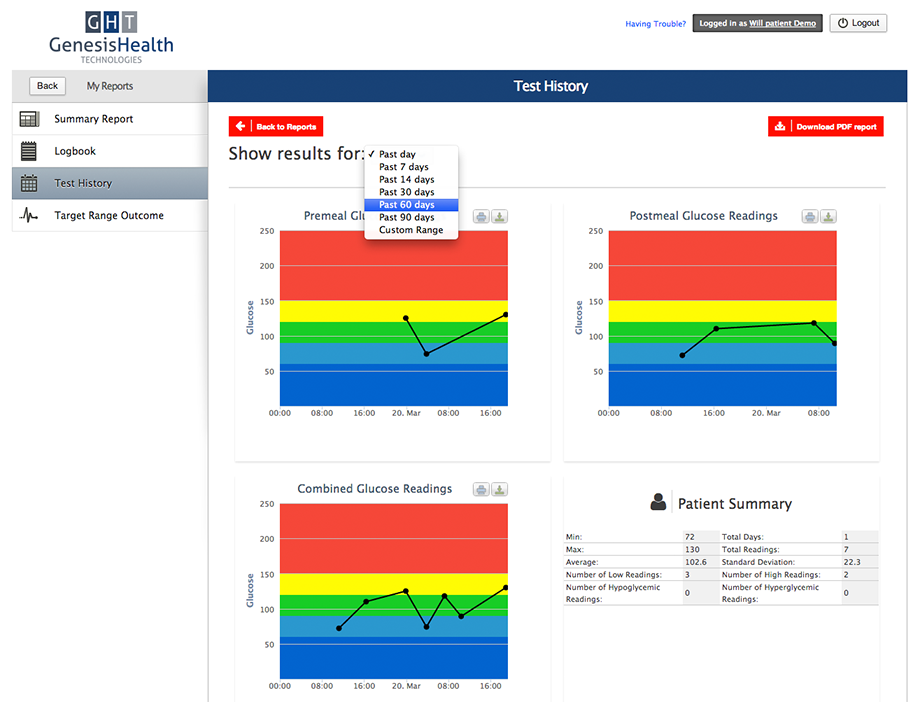 GHT
GenesisHealth
TECHNOLOGIES
Having Trouble?
Logged in as Will patient Demo
Logout
Back
My Reports
Summary Report
Logbook
Test History
Target Range Outcome
Test History
Back to Reports
Download PDF report
Show results for:
✓ Past day
Past 7 days
Past 14 days
Past 30 days
Past 60 days
Past 90 days
Custom Range
Premeal Gl
Glucose
250
200
150
100
50
00:00 08:00 16:00 20. Mar 08:00 16:00
Postmeal Glucose Readings
Glucose
250
200
150
100
50
00:00 08:00 16:00 20. Mar 08:00
Combined Glucose Readings
Glucose
250
200
150
100
50
00:00 08:00 16:00 20. Mar 08:00 16:00
Patient Summary
Min: 72 Total Days: 1
Max: 130 Total Readings: 7
Average: 102.6 Standard Deviation: 22.3
Number of Low Readings: 3 Number of High Readings: 2
Number of Hypoglycemic Readings: 0 Number of Hyperglycemic Readings: 0